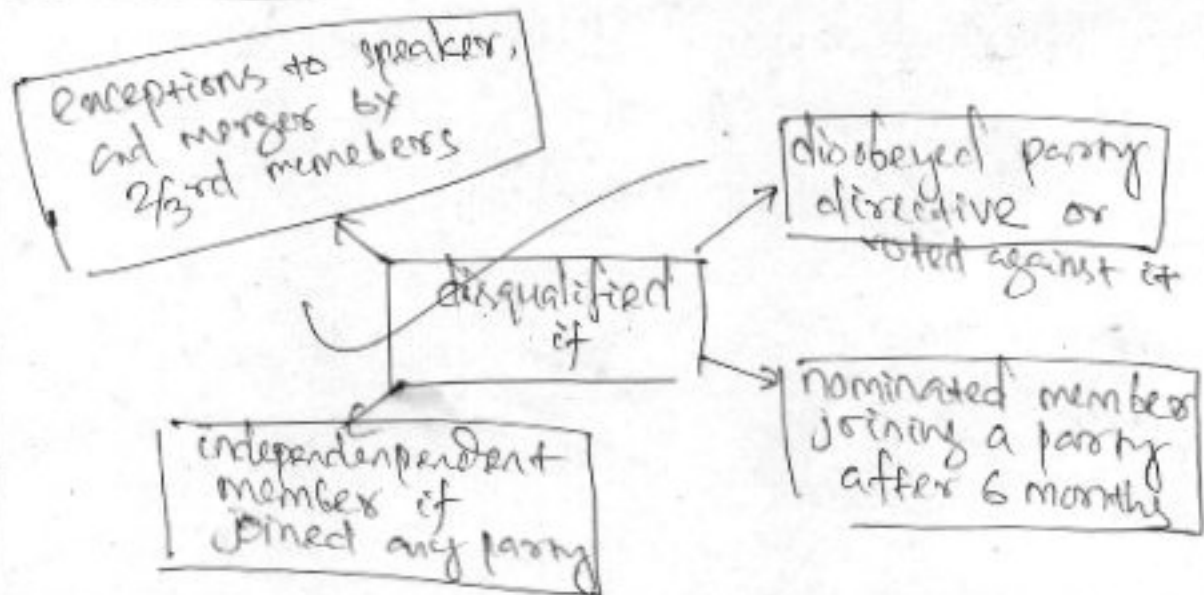 exceptions to speaker,
and merger by
2/3rd memebers
disobeyed party
directive or
voted against it
disqualified
if
nominated member
joining a party
after 6 months
independenpendent
member if
joined any party